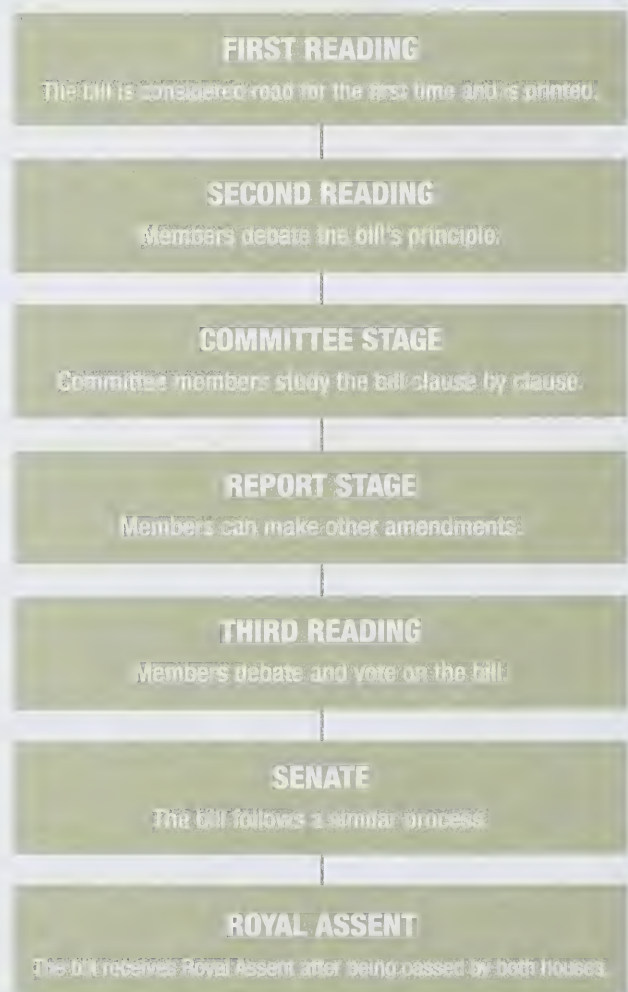 FIRST READING
The bill is considered read for the first time and is printed.
SECOND READING
Members debate the bill's principle.
COMMITTEE STAGE
Committee members study the bill clause by clause.
REPORT STAGE
Members can make other amendments.
THIRD READING
Members debate and vote on the bill.
SENATE
The bill follows a similar process.
ROYAL ASSENT
The bill receives Royal Assent after being passed by both houses.